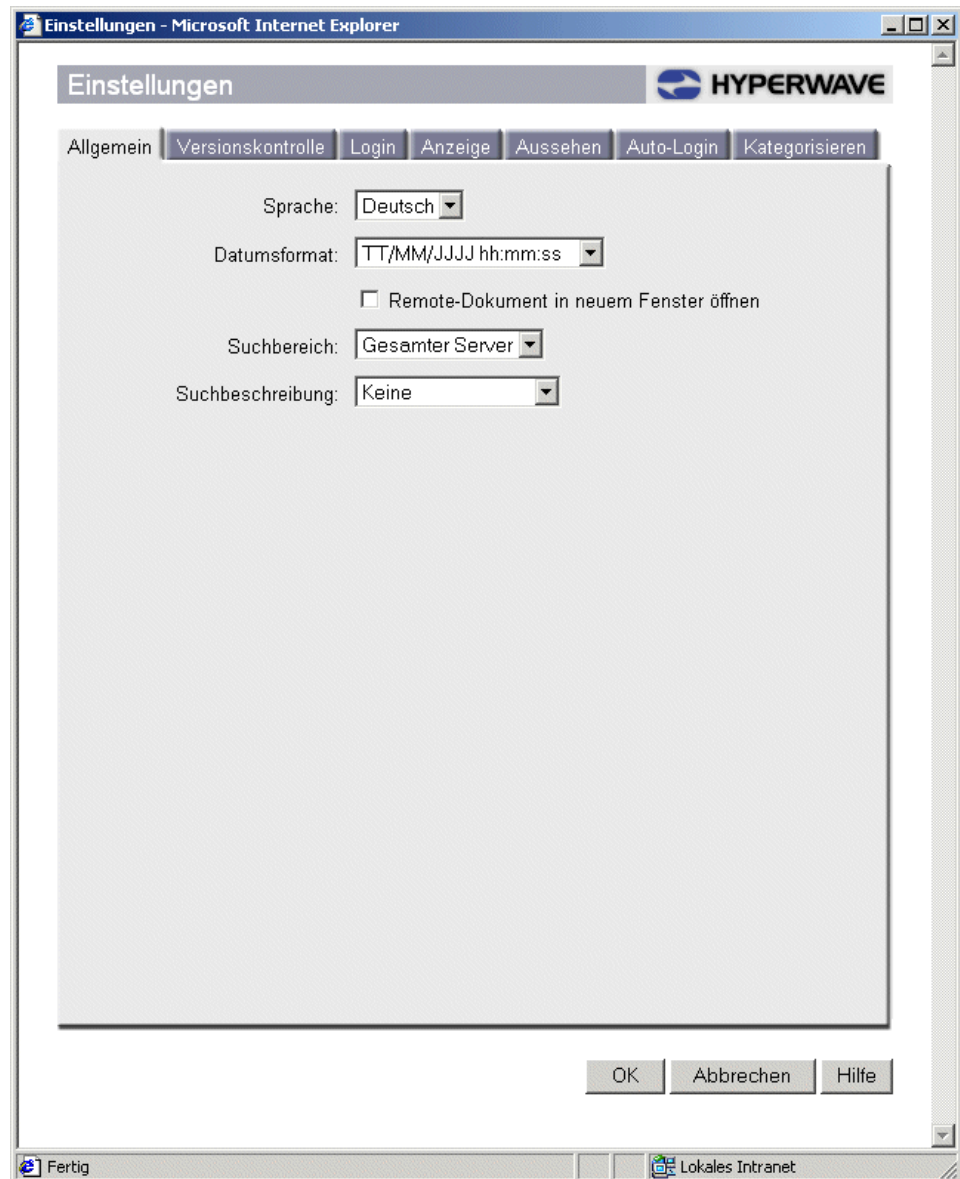 Einstellungen - Microsoft Internet Explorer
Einstellungen HYPERWAVE
Allgemein Versionskontrolle Login Anzeige Aussehen Auto-Login Kategorisieren
Sprache: Deutsch
Datumsformat: TT/MM/JJJJ hh:mm:ss
Remote-Dokument in neuem Fenster öffnen
Suchbereich: Gesamter Server
Suchbeschreibung: Keine
OK Abbrechen Hilfe
Fertig Lokales Intranet